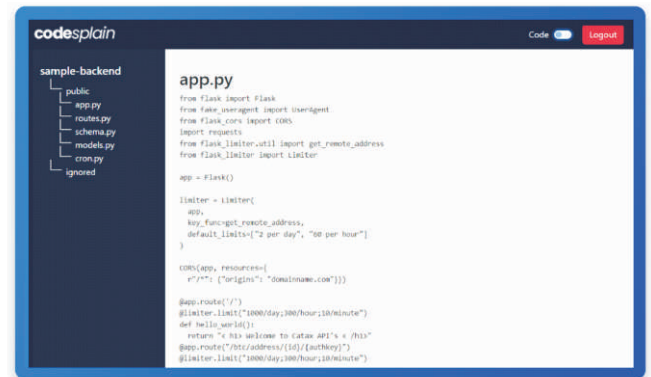 codesplain
Code
Logout
sample-backend
public
app.py
routes.py
schema.py
models.py
cron.py
ignored
app.py
from flask import Flask
from fake_useragent import UserAgent
from flask_cors import CORS
import requests
from flask_limiter.util import get_remote_address
from flask_limiter import Limiter
app = Flask()
limiter = Limiter(
app,
key_func=get_remote_address,
default_limits=["2 per day", "60 per hour"]
)
CORS(app, resources={
r"/*": {"origins": "domainname.com"}})
@app.route('/')
@limiter.limit("1000/day;300/hour;10/minute")
def hello_world():
return "< h1> Welcome to Catax API's < /h1>"
@app.route("/btc/address/{id}/{authkey}")
@limiter.limit("1000/day;300/hour;10/minute")